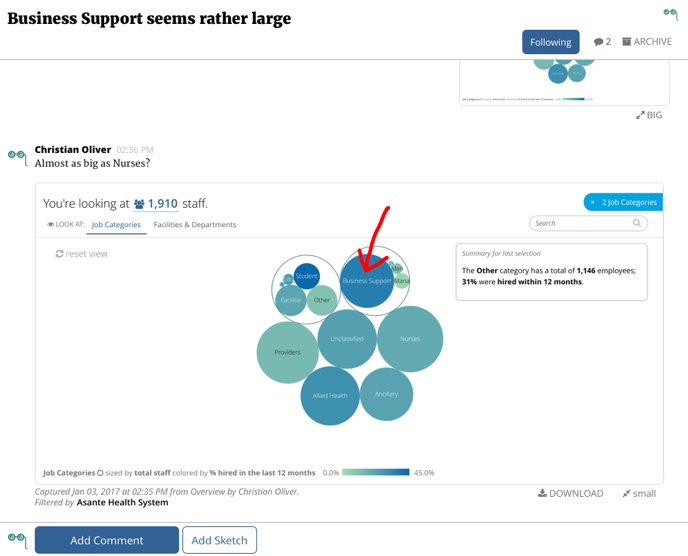 Business Support seems rather large
Following
2
ARCHIVE
BIG
Christian Oliver 02:36 PM
Almost as big as Nurses?
You're looking at 1,910 staff.
× 2 Job Categories
LOOK AT: Job Categories Facilities & Departments
Search
reset view
Summary for last selection
The Other category has a total of 1,146 employees;
31% were hired within 12 months.
Student
Business Support
Man
Mana
Facilitie
Other
Unclassified
Nurses
Providers
Allied Health
Ancillary
Job Categories sized by total staff colored by % hired in the last 12 months 0.0% 45.0%
Captured Jan 03, 2017 at 02:35 PM from Overview by Christian Oliver.
Filtered by Asante Health System
DOWNLOAD
small
Add Comment
Add Sketch